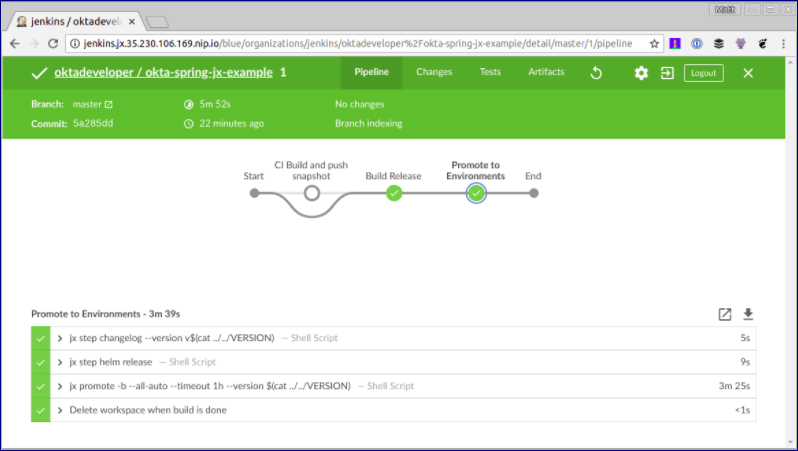 Matt
jenkins / oktadevel
jenkins.jx.35.230.106.169.nip.io/blue/organizations/jenkins/oktadeveloper%2Fokta-spring-jx-example/detail/master/1/pipeline
oktadeveloper / okta-spring-jx-example 1
Pipeline Changes Tests Artifacts Logout
Branch: master 5m 52s No changes
Commit: 5a285dd 22 minutes ago Branch indexing
Start
CI Build and push
snapshot
Build Release
Promote to
Environments
End
Promote to Environments - 3m 39s
jx step changelog --version v$(cat ../../VERSION) — Shell Script 5s
jx step helm release — Shell Script 9s
jx promote -b --all-auto --timeout 1h --version $(cat ../../VERSION) — Shell Script 3m 25s
Delete workspace when build is done <1s